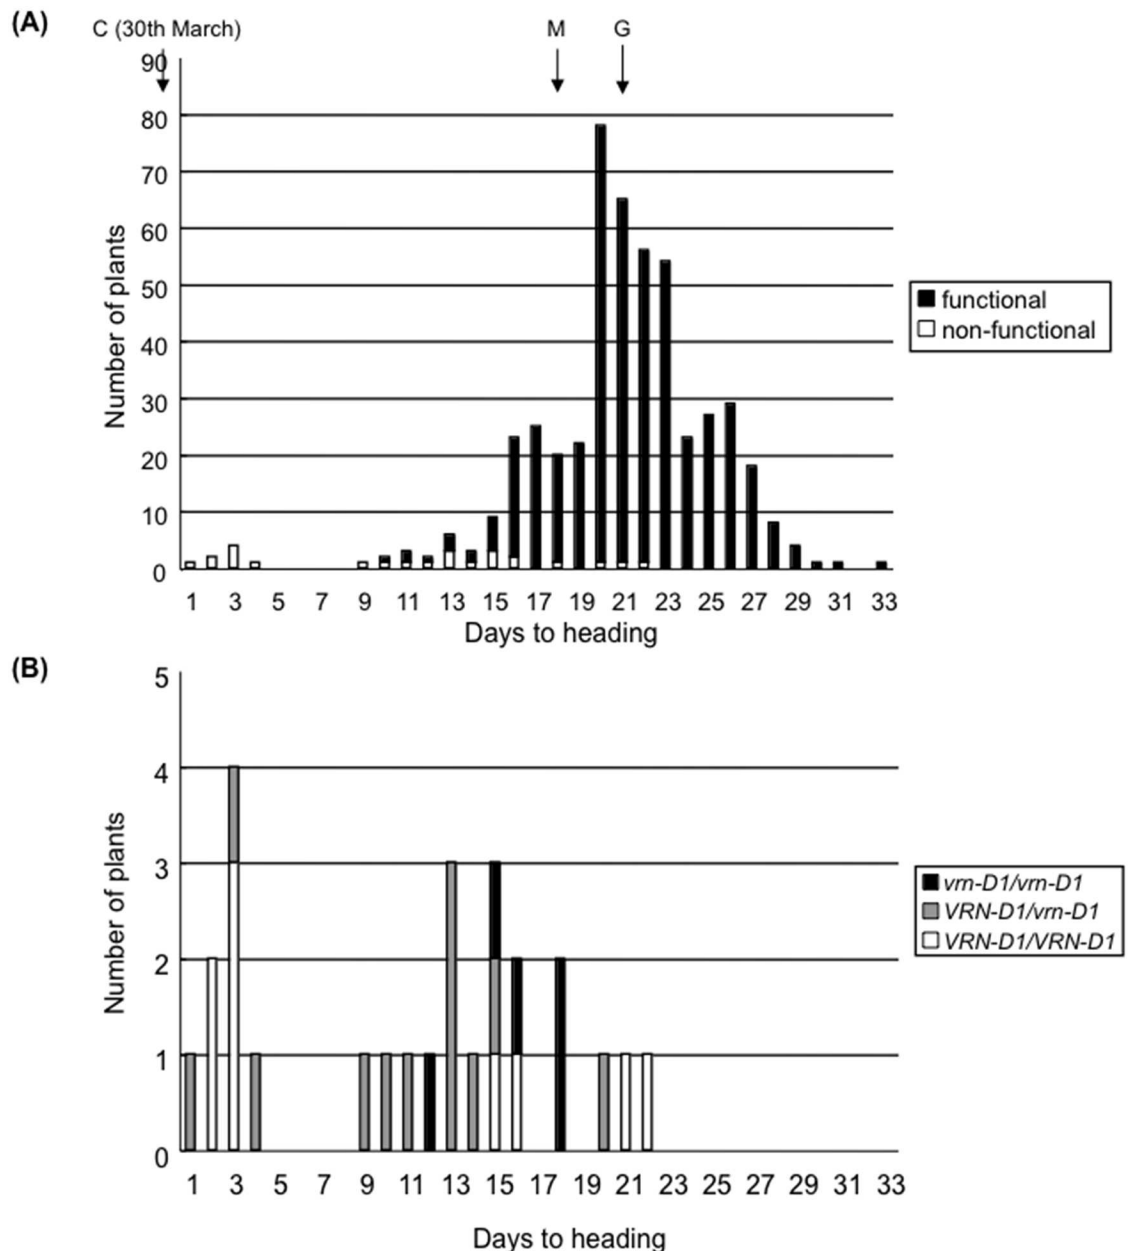 (A)
C (30th March)
M
G
90
80
70
60
50
40
30
20
10
0
Number of plants
1 3 5 7 9 11 13 15 17 19 21 23 25 27 29 31 33
Days to heading
functional
non-functional
(B)
5
4
3
2
1
0
Number of plants
1 3 5 7 9 11 13 15 17 19 21 23 25 27 29 31 33
Days to heading
vrn-D1/vrn-D1
VRN-D1/vrn-D1
VRN-D1/VRN-D1